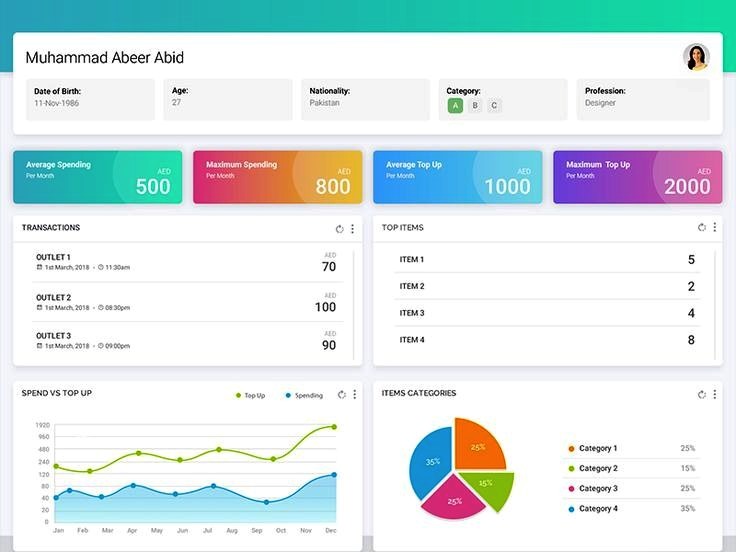 Muhammad Abeer Abid
Date of Birth:
11-Nov-1986
Age:
27
Nationality:
Pakistan
Category:
A B C
Profession:
Designer
Average Spending
Per Month
AED
500
Maximum Spending
Per Month
AED
800
Average Top Up
Per Month
AED
1000
Maximum Top Up
Per Month
AED
2000
TRANSACTIONS
OUTLET 1
1st March, 2018 - 11:30am
AED
70
OUTLET 2
1st March, 2018 - 08:30pm
AED
100
OUTLET 3
1st March, 2018 - 09:00pm
AED
90
TOP ITEMS
ITEM 1 5
ITEM 2 2
ITEM 3 4
ITEM 4 8
SPEND VS TOP UP
Top Up Spending
1920
960
480
240
120
80
40
20
0
Jan Feb Mar Apr May Jun Jul Aug Sep Oct Nov Dec
ITEMS CATEGORIES
25%
15%
25%
35%
Category 1 25%
Category 2 15%
Category 3 35%
Category 4 35%